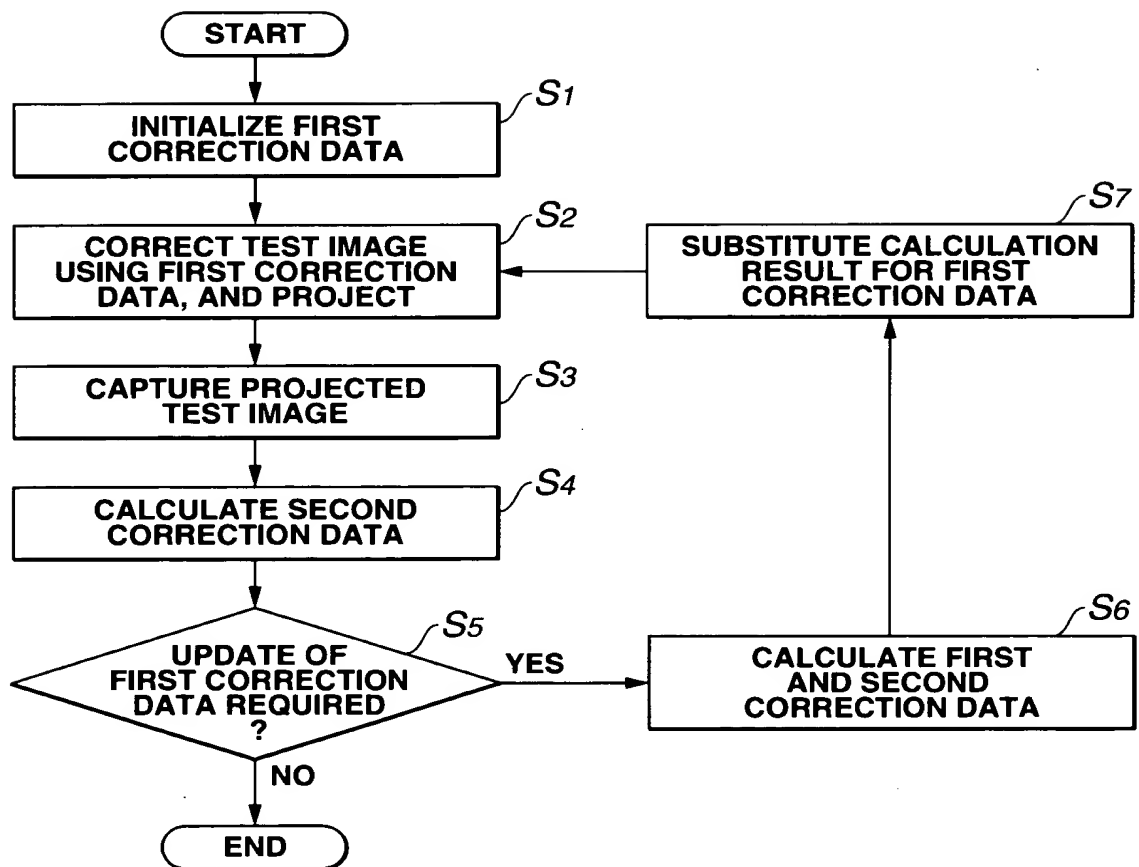 START
S1
INITIALIZE FIRST
CORRECTION DATA
S2
CORRECT TEST IMAGE
USING FIRST CORRECTION
DATA, AND PROJECT
S3
CAPTURE PROJECTED
TEST IMAGE
S4
CALCULATE SECOND
CORRECTION DATA
S5
UPDATE OF
FIRST CORRECTION
DATA REQUIRED
?
YES
NO
END
S6
CALCULATE FIRST
AND SECOND
CORRECTION DATA
S7
SUBSTITUTE CALCULATION
RESULT FOR FIRST
CORRECTION DATA